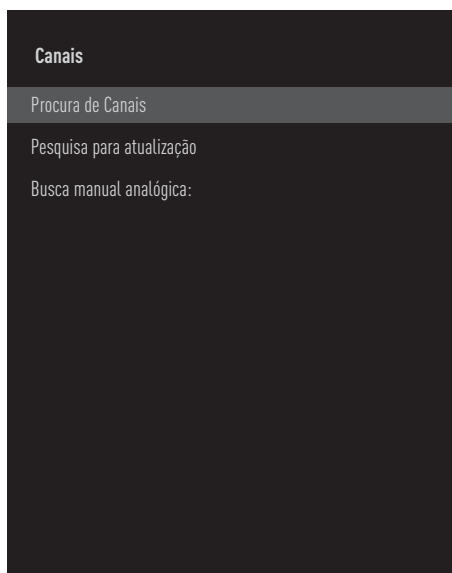 Canais
Procura de Canais
Pesquisa para atualização
Busca manual analógica: